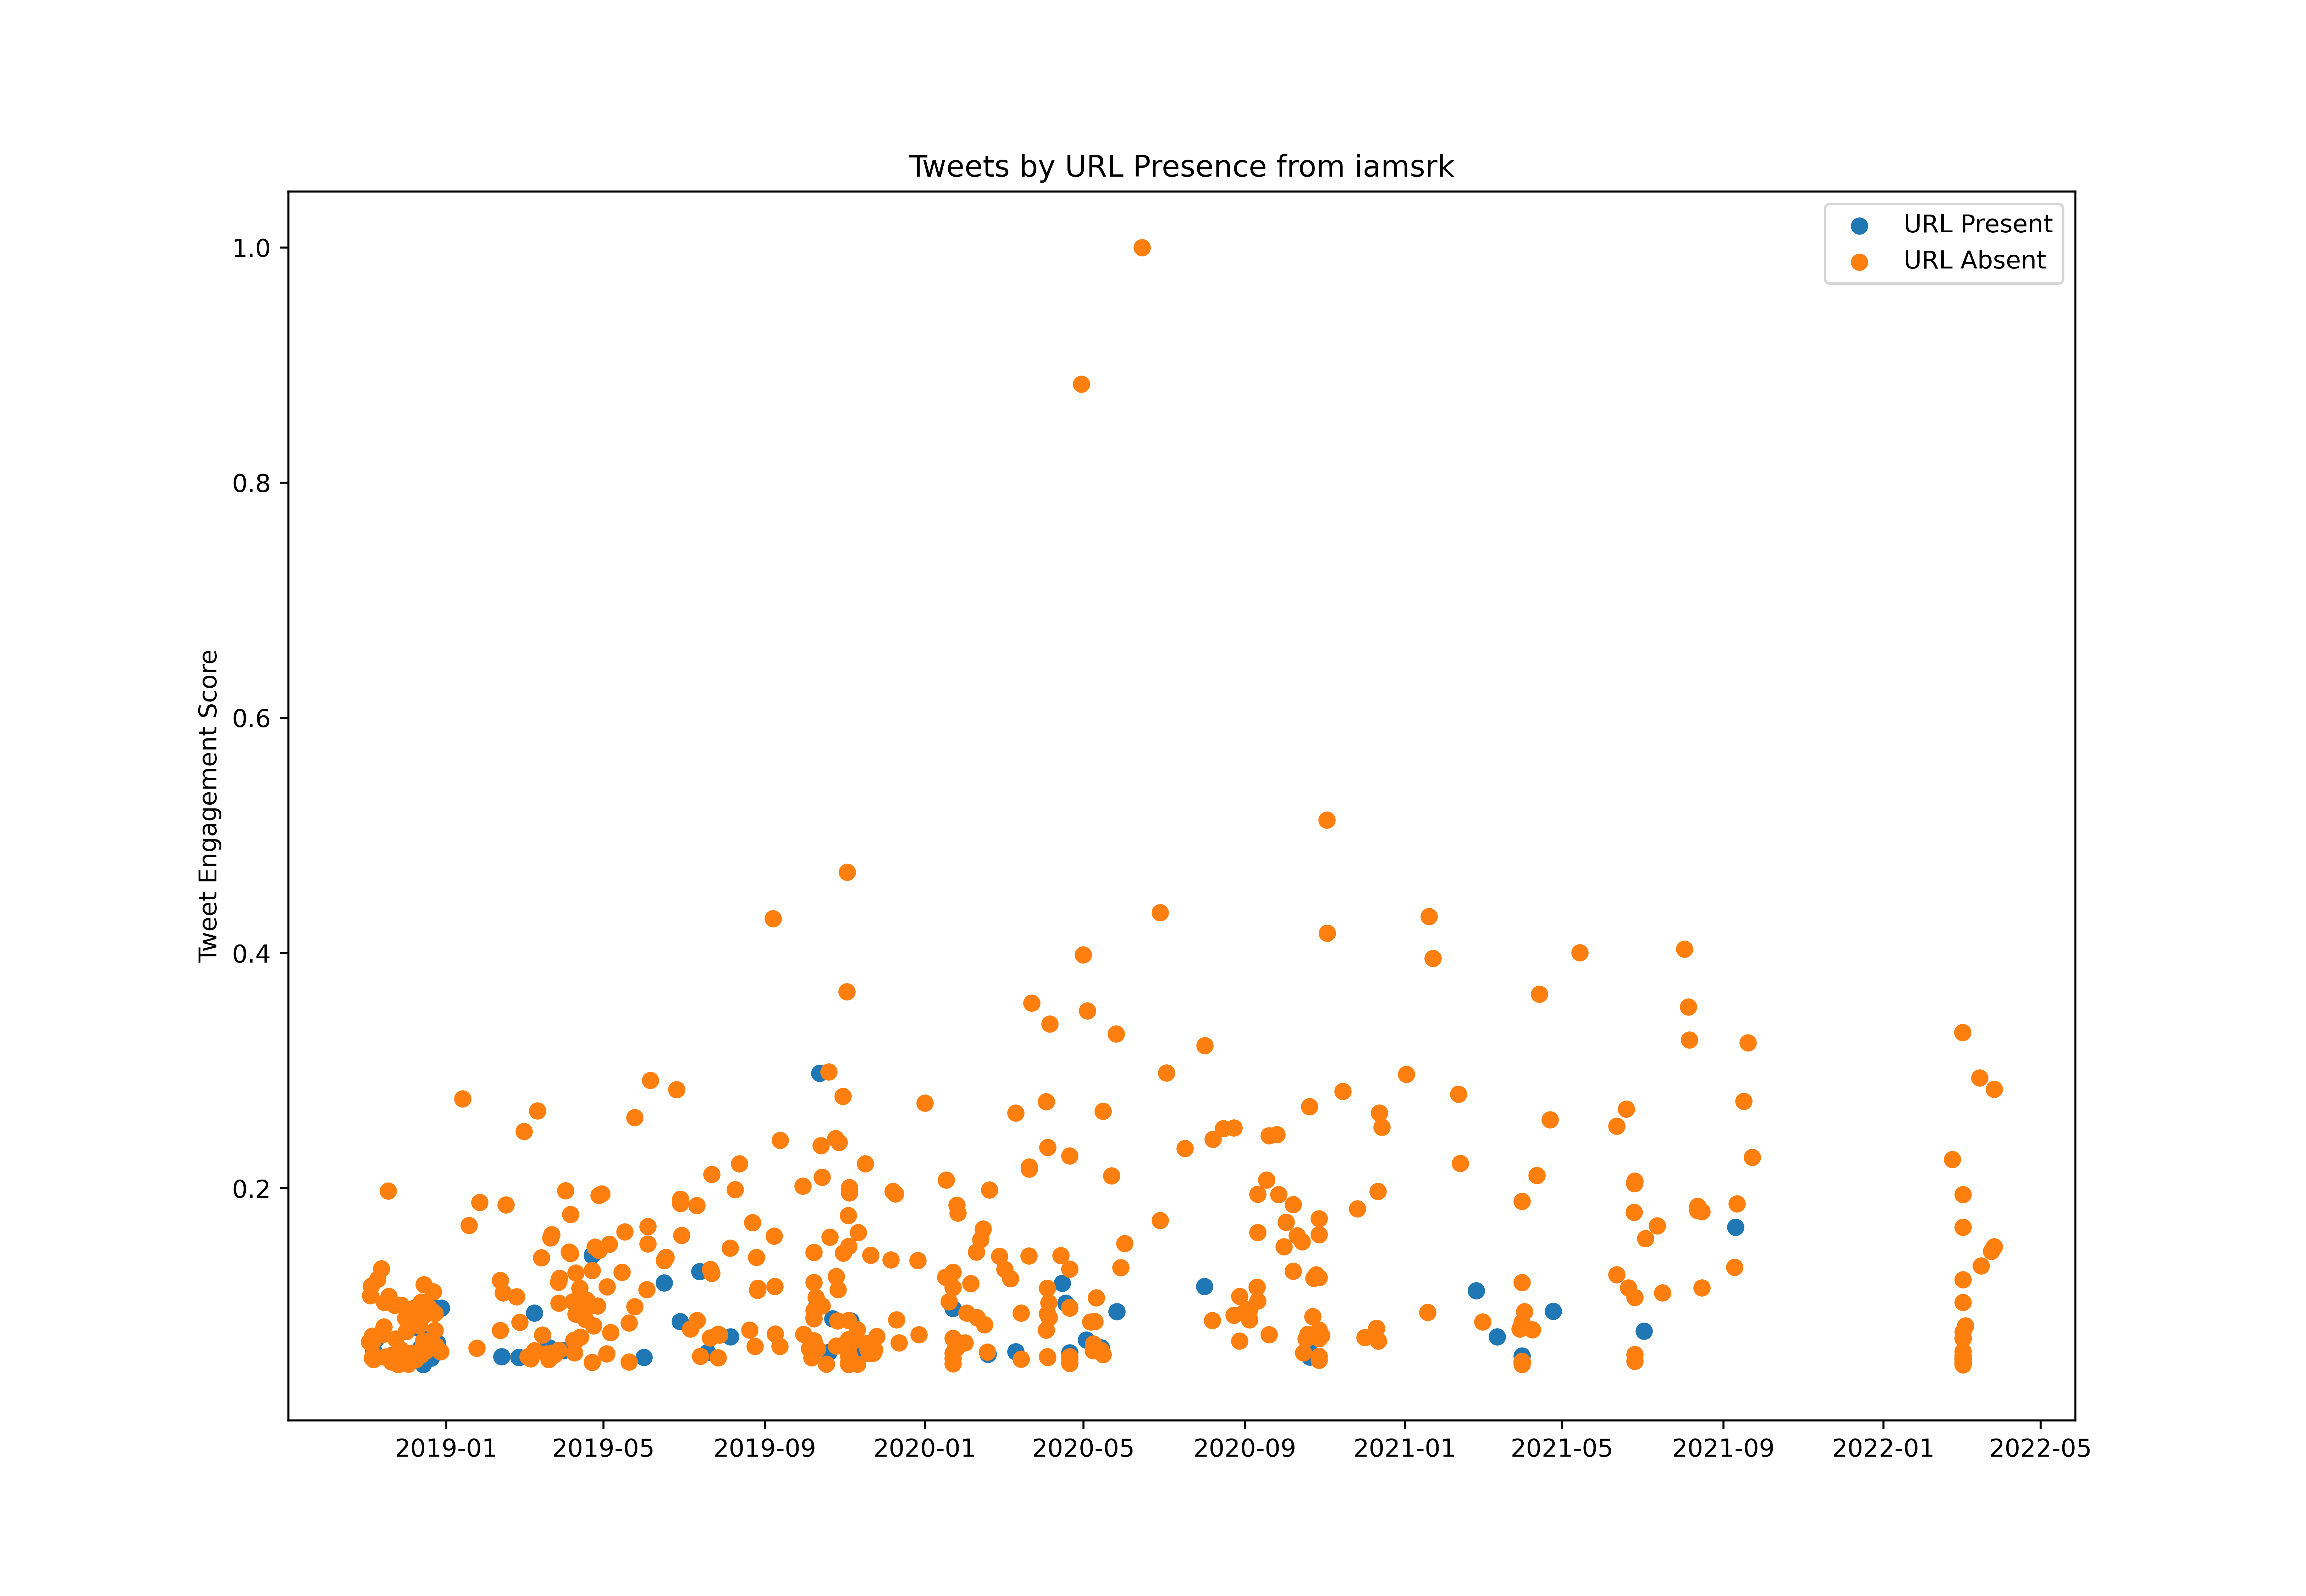 Tweets by URL Presence from iamsrk
URL Present
URL Absent
1.0
0.8
0.6
0.4
0.2
Tweet Engagement Score
2019-01 2019-05 2019-09 2020-01 2020-05 2020-09 2021-01 2021-05 2021-09 2022-01 2022-05